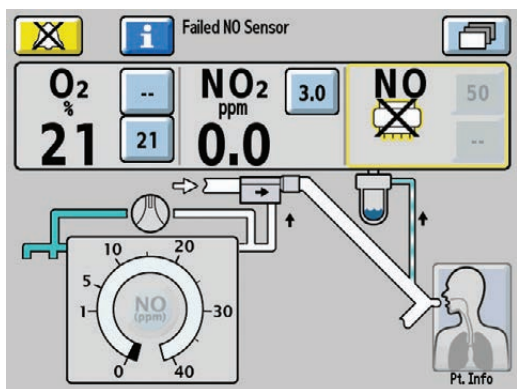 i
Failed NO Sensor
O2
%
21
--
21
NO2
ppm
0.0
3.0
NO
50
--
NO
(ppm)
0
1
5
10
20
30
40
Pt. Info